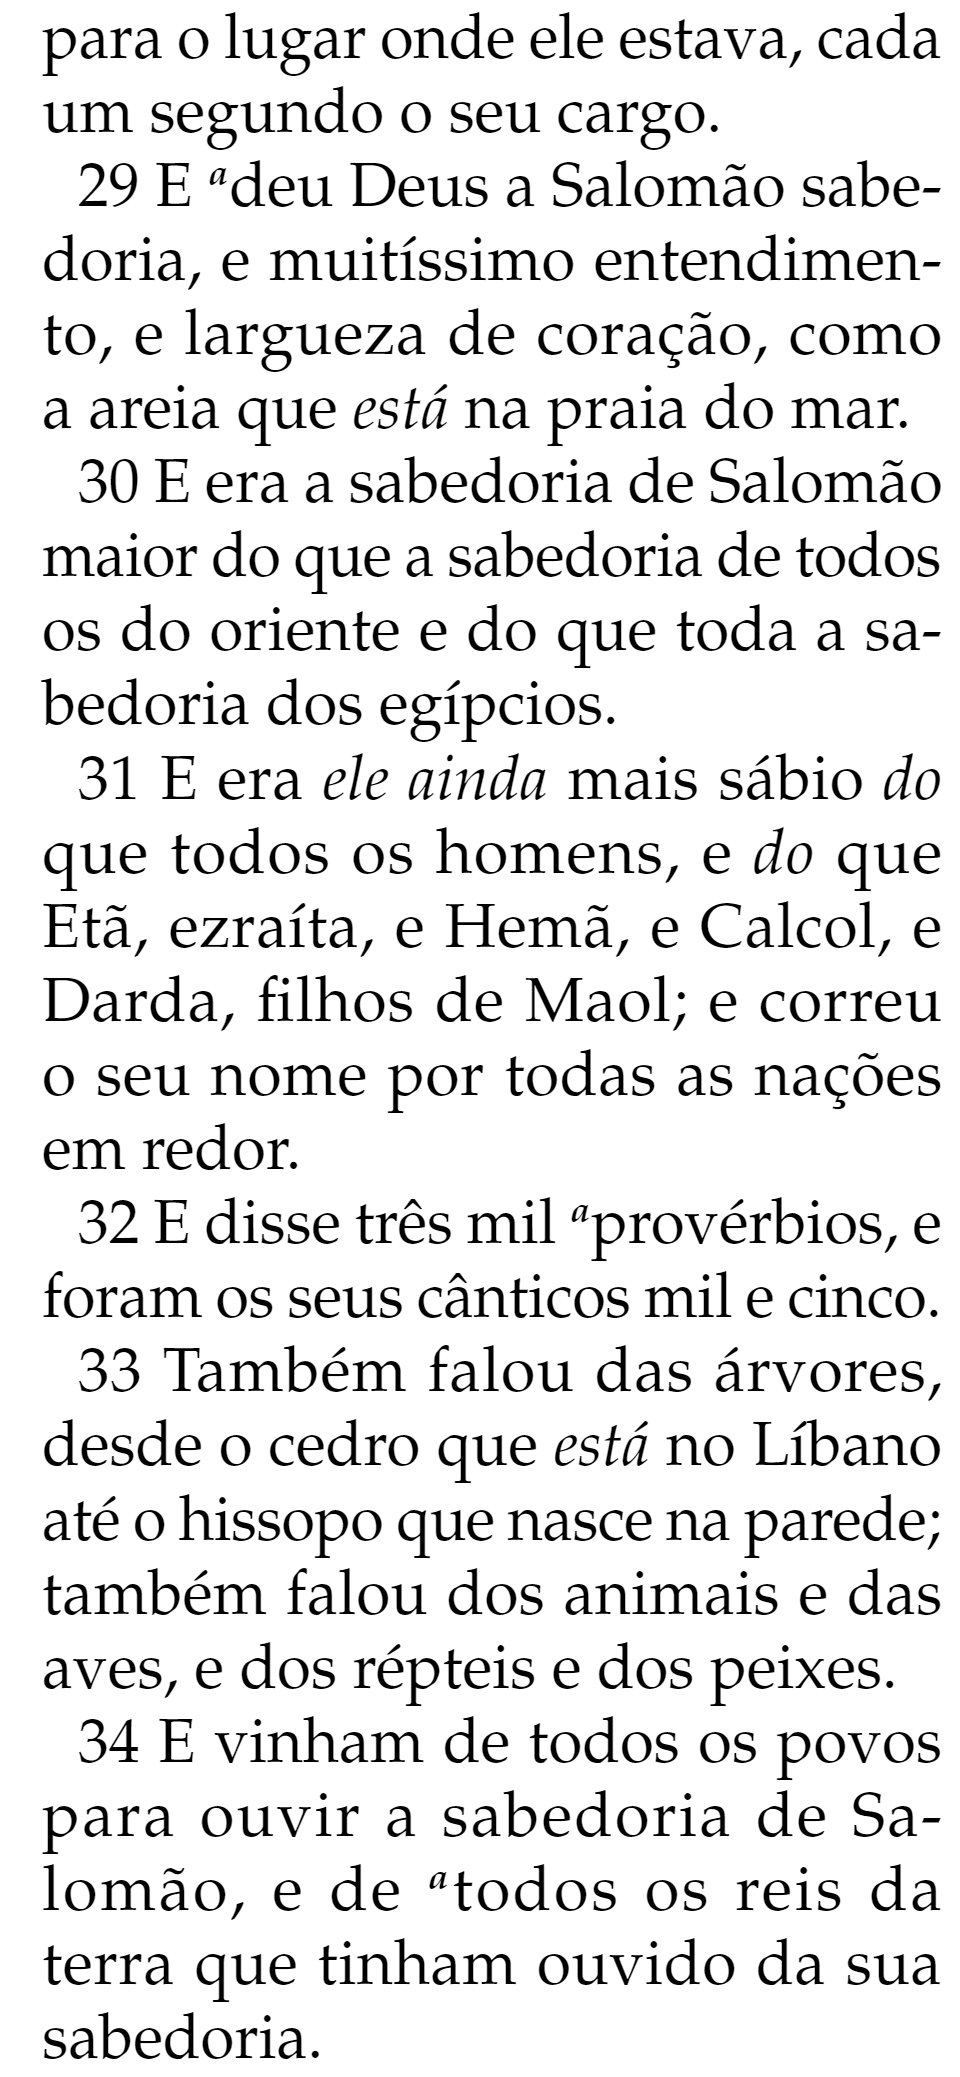 para o lugar onde ele estava, cada
um segundo o seu cargo.
29 E ᵃdeu Deus a Salomão sabe-
doria, e muitíssimo entendimen-
to, e largueza de coração, como
a areia que está na praia do mar.
30 E era a sabedoria de Salomão
maior do que a sabedoria de todos
os do oriente e do que toda a sa-
bedoria dos egípcios.
31 E era ele ainda mais sábio do
que todos os homens, e do que
Etã, ezraíta, e Hemã, e Calcol, e
Darda, filhos de Maol; e correu
o seu nome por todas as nações
em redor.
32 E disse três mil ᵃprovérbios, e
foram os seus cânticos mil e cinco.
33 Também falou das árvores,
desde o cedro que está no Líbano
até o hissopo que nasce na parede;
também falou dos animais e das
aves, e dos répteis e dos peixes.
34 E vinham de todos os povos
para ouvir a sabedoria de Sa-
lomão, e de ᵃtodos os reis da
terra que tinham ouvido da sua
sabedoria.